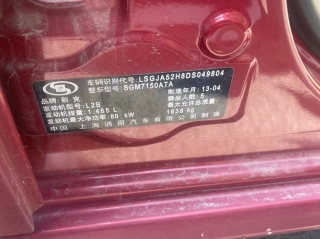 车辆识别代号: LSGJA52H8DS049804
整车型号: SGM7150ATA
品牌: 别克 制造年月: 13-04
发动机型号: L2B 乘坐人数: 5
发动机排量: 1.485 L 最大允许总质量:
发动机最大净功率: 80 kW 1638 kg
中国 上海通用汽车有限公司 制造